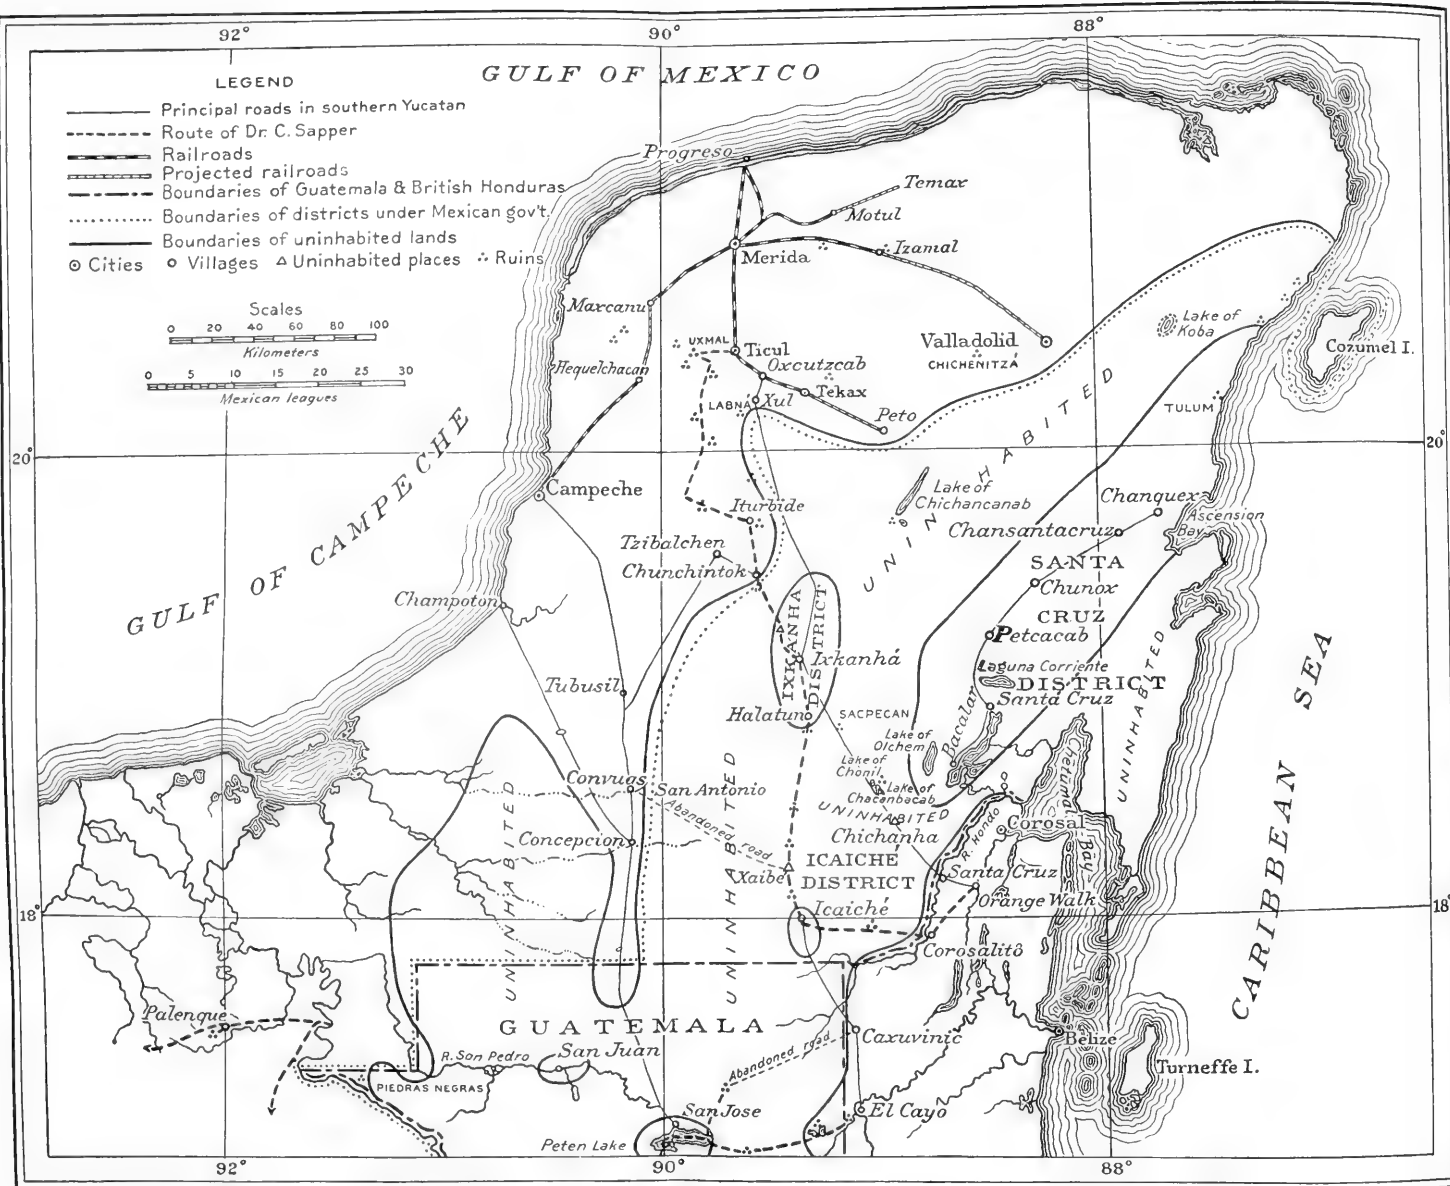 92°
90°
88°
GULF OF MEXICO
LEGEND
Principal roads in southern Yucatan
Route of Dr. C. Sapper
Railroads
Projected railroads
Boundaries of Guatemala & British Honduras
Boundaries of districts under Mexican gov't.
Boundaries of uninhabited lands
Cities
Villages
Uninhabited places
Ruins
Scales
0 20 40 60 80 100
Kilometers
0 5 10 15 20 25 30
Mexican leagues
Progreso
Temax
Motul
Merida
Izamal
Maxcanu
Lake of
Koba
UXMAL
Ticul
Valladolid
CHICHENITZÁ
Cozumel I.
Hequelchacan
Oxcutzcab
LABNÁ
Xul
Tekax
Peto
TULUM
20°
20°
GULF OF CAMPECHE
UNINHABITED
Campeche
Lake of
Chichancanab
Chanquex
Iturbide
Ascension
Bay
Chansantacruz
Tzibalchen
Chunchintok
SANTA
Chunox
Champoton
IXKANHA
DISTRICT
CRUZ
Petcacab
Ixkanhá
Laguna Corriente
DISTRICT
Tubusil
Santa Cruz
Halatun
SACPECAN
Bacalar
UNINHABITED
Lake of
Olchem
Lake of
Chonil
Chetumal
Bay
CARIBBEAN SEA
Convuas
San Antonio
Lake of
Chacanbacab
UNINHABITED
Abandoned road
UNINHABITED
UNINHABITED
Chichanha
R. Hondo
Corosal
Concepcion
ICAICHE
DISTRICT
Xaibe
Santa Cruz
Orange Walk
Icaiché
18°
18°
Corosalitô
GUATEMALA
Palenque
Caxuvinic
Belize
Abandoned road
R. San Pedro
San Juan
Turneffe I.
PIEDRAS NEGRAS
San Jose
El Cayo
Peten Lake
92°
90°
88°